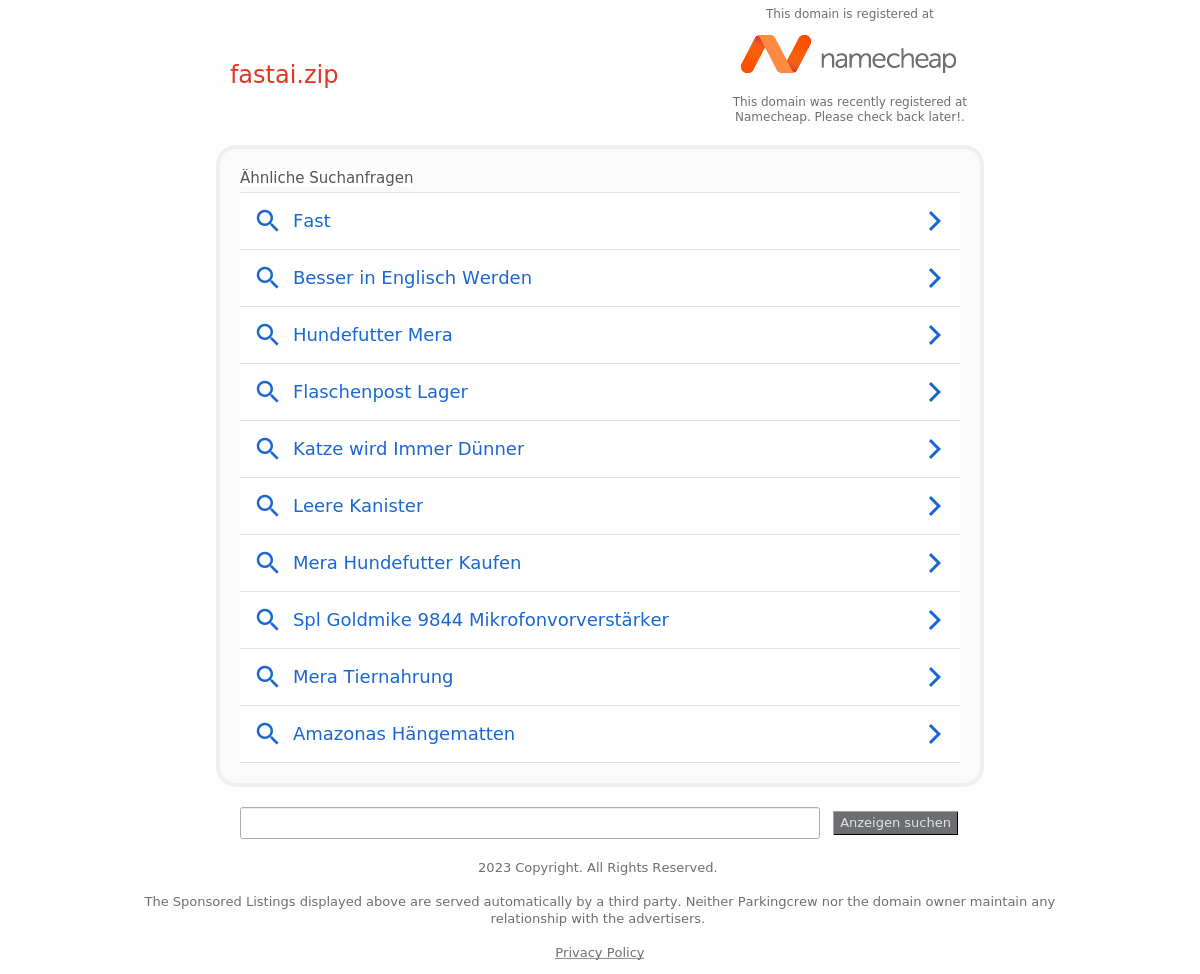 This domain is registered at
namecheap
fastai.zip
This domain was recently registered at
Namecheap. Please check back later!.
Ähnliche Suchanfragen
Fast
Besser in Englisch Werden
Hundefutter Mera
Flaschenpost Lager
Katze wird Immer Dünner
Leere Kanister
Mera Hundefutter Kaufen
Spl Goldmike 9844 Mikrofonvorverstärker
Mera Tiernahrung
Amazonas Hängematten
Anzeigen suchen
2023 Copyright. All Rights Reserved.
The Sponsored Listings displayed above are served automatically by a third party. Neither Parkingcrew nor the domain owner maintain any
relationship with the advertisers.
Privacy Policy